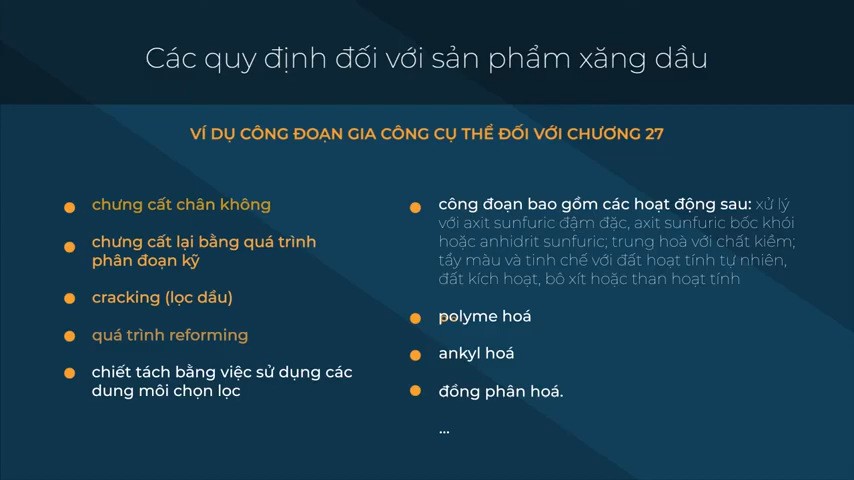 Các quy định đối với sản phẩm xăng dầu
VÍ DỤ CÔNG ĐOẠN GIA CÔNG CỤ THỂ ĐỐI VỚI CHƯƠNG 27
chưng cất chân không
chưng cất lại bằng quá trình
phân đoạn kỹ
cracking (lọc dầu)
quá trình reforming
chiết tách bằng việc sử dụng các
dung môi chọn lọc
công đoạn bao gồm các hoạt động sau: xử lý
với axit sunfuric đậm đặc, axit sunfuric bốc khói
hoặc anhidrit sunfuric; trung hoà với chất kiềm;
tẩy màu và tinh chế với đất hoạt tính tự nhiên,
đất kích hoạt, bô xít hoặc than hoạt tính
polyme hoá
ankyl hoá
đồng phân hoá.
...